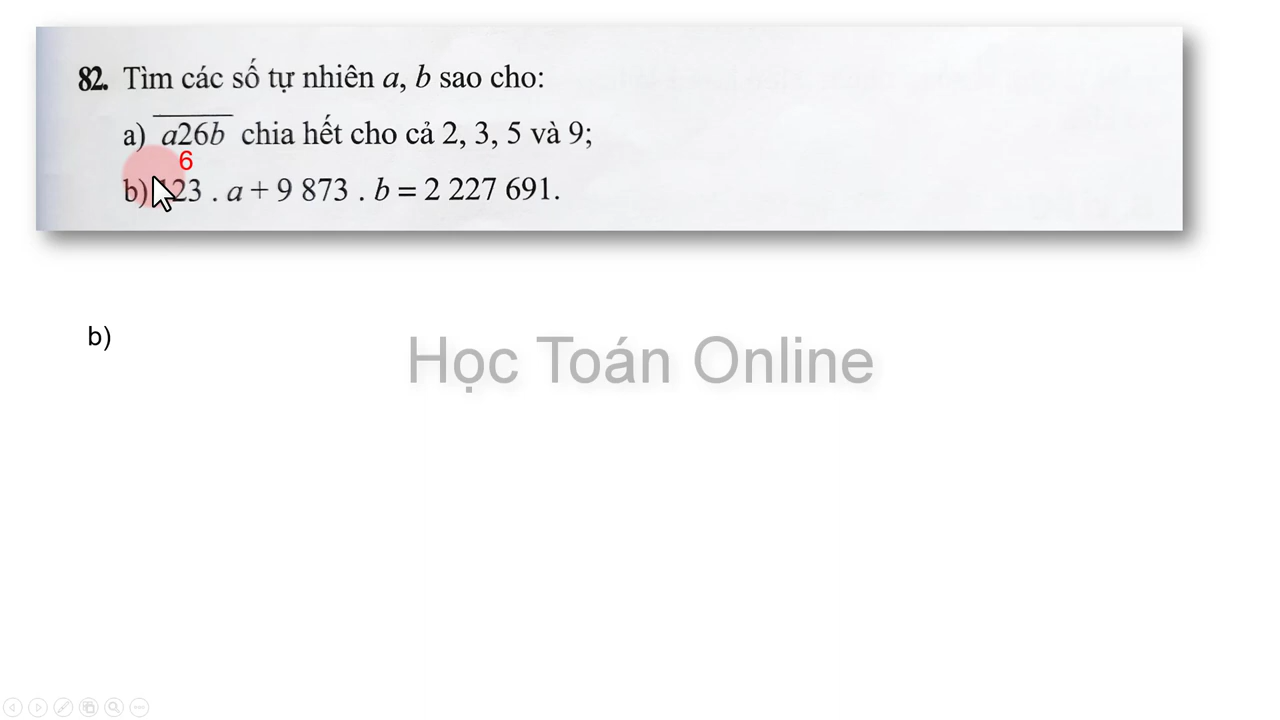 82. Tìm các số tự nhiên a, b sao cho:
a) a26b chia hết cho cả 2, 3, 5 và 9;
6
b) 23 . a + 9 873 . b = 2 227 691.
b)
Học Toán Online